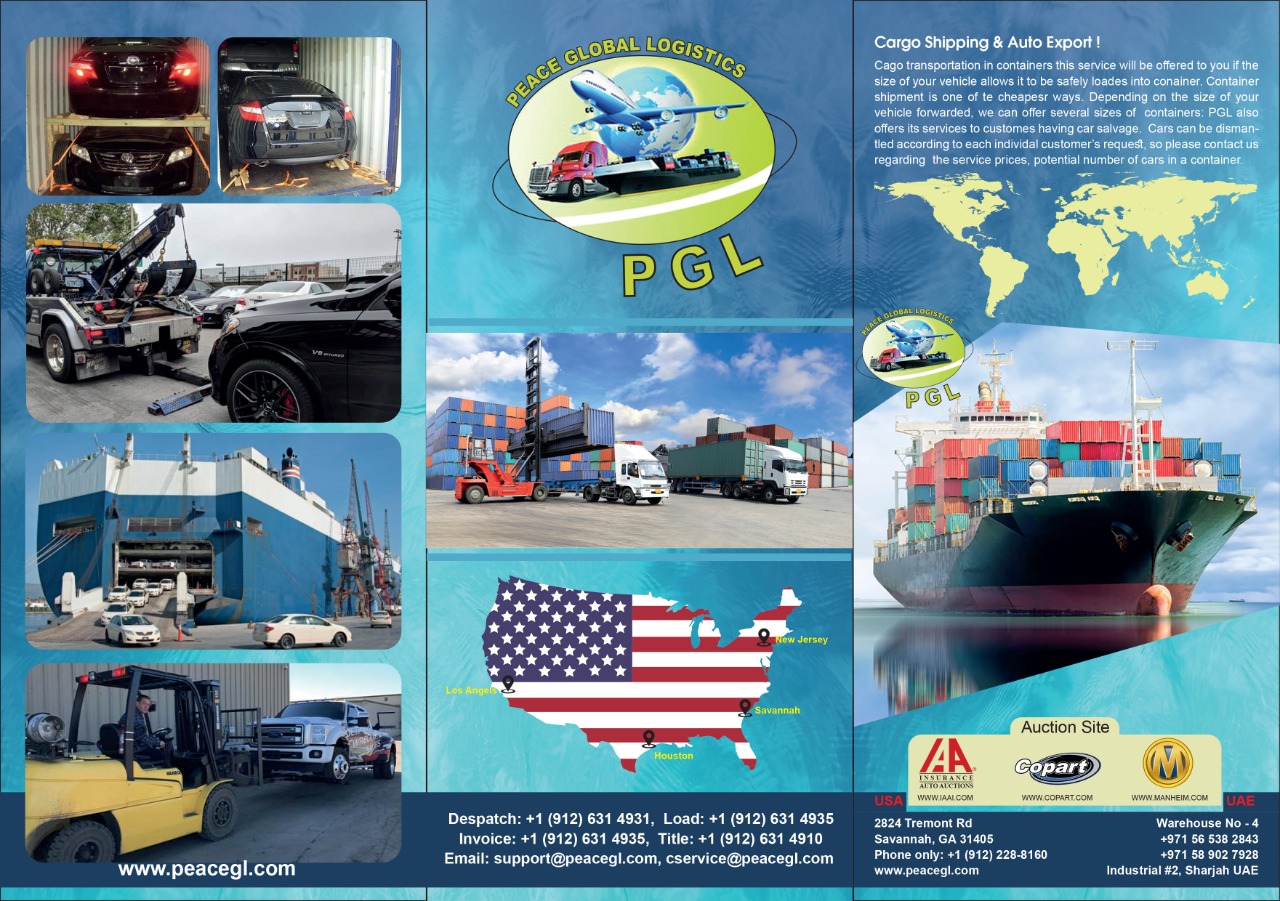 www.peacegl.com
PEACE GLOBAL LOGISTICS
PGL
Los Angels
New Jersey
Savannah
Houston
Despatch: +1 (912) 631 4931, Load: +1 (912) 631 4935
Invoice: +1 (912) 631 4935, Title: +1 (912) 631 4910
Email: support@peacegl.com, cservice@peacegl.com
Cargo Shipping & Auto Export !
Cago transportation in containers this service will be offered to you if the
size of your vehicle allows it to be safely loades into conainer. Container
shipment is one of te cheapesr ways. Depending on the size of your
vehicle forwarded, we can offer several sizes of containers: PGL also
offers its services to customes having car salvage. Cars can be disman-
tled according to each individal customer's request, so please contact us
regarding the service prices, potential number of cars in a container.
PEACE GLOBAL LOGISTICS
PGL
Auction Site
IAA
INSURANCE
AUTO AUCTIONS
WWW.IAAI.COM
Copart
WWW.COPART.COM
M
WWW.MANHEIM.COM
USA
2824 Tremont Rd
Savannah, GA 31405
Phone only: +1 (912) 228-8160
www.peacegl.com
UAE
Warehouse No - 4
+971 56 538 2843
+971 58 902 7928
Industrial #2, Sharjah UAE